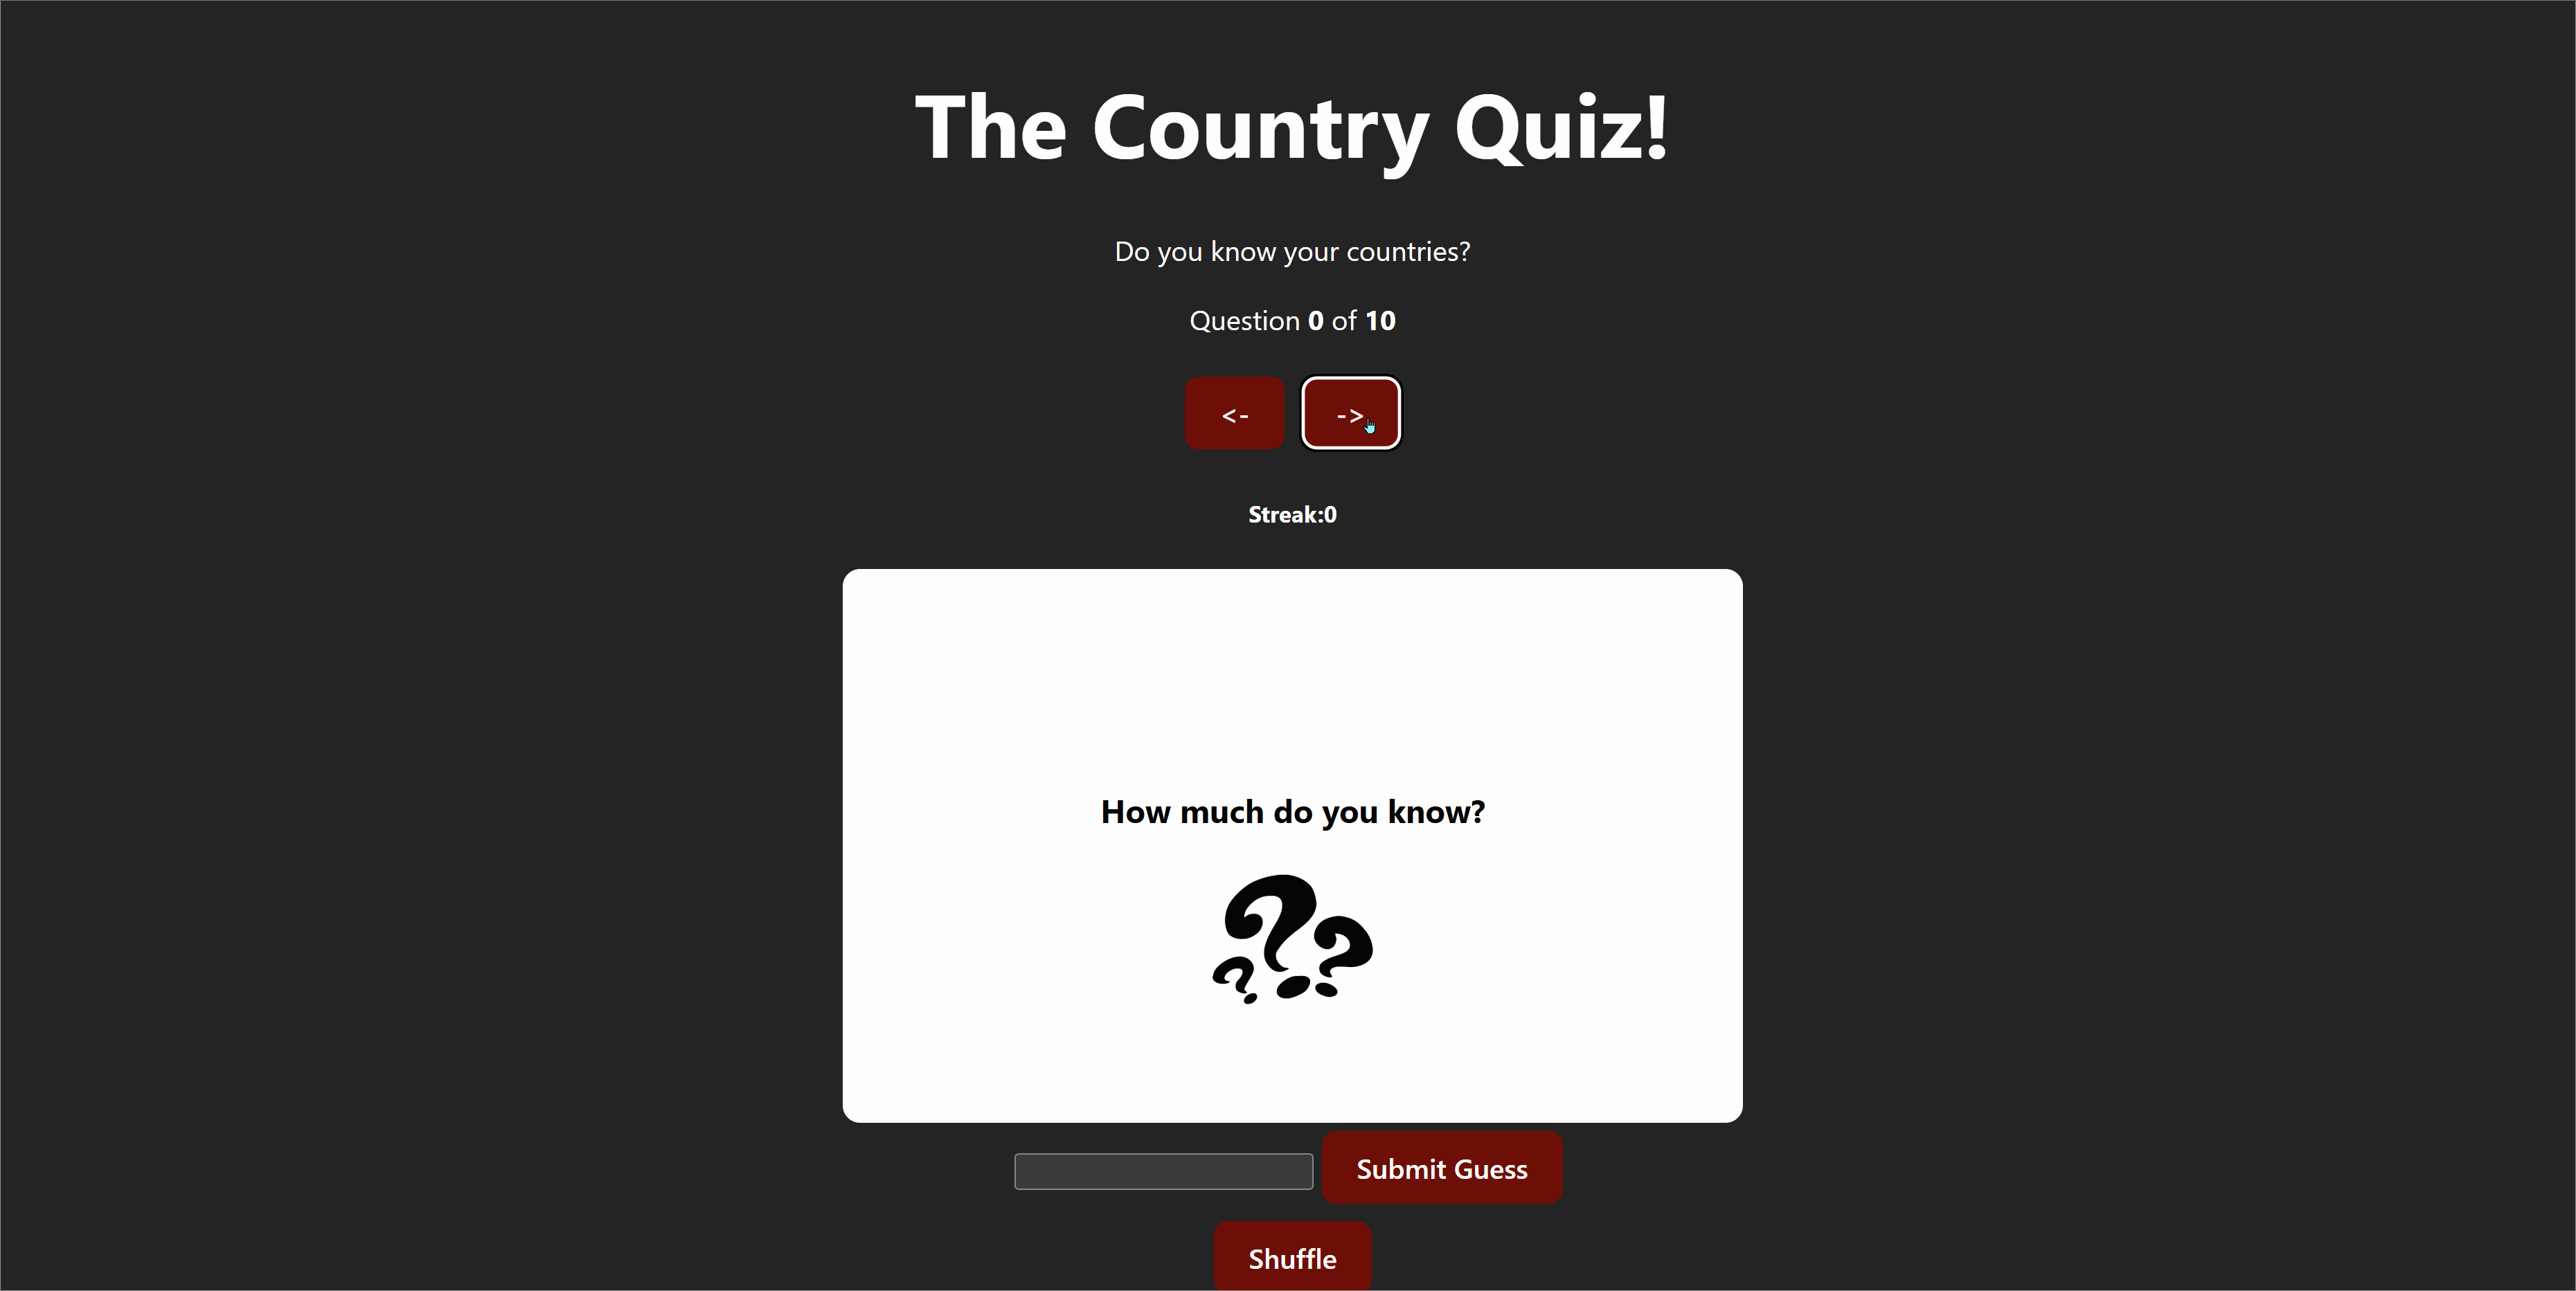 The Country Quiz!
Do you know your countries?
Question 0 of 10
<- ->
Streak:0
How much do you know?
? ? ?
Submit Guess
Shuffle